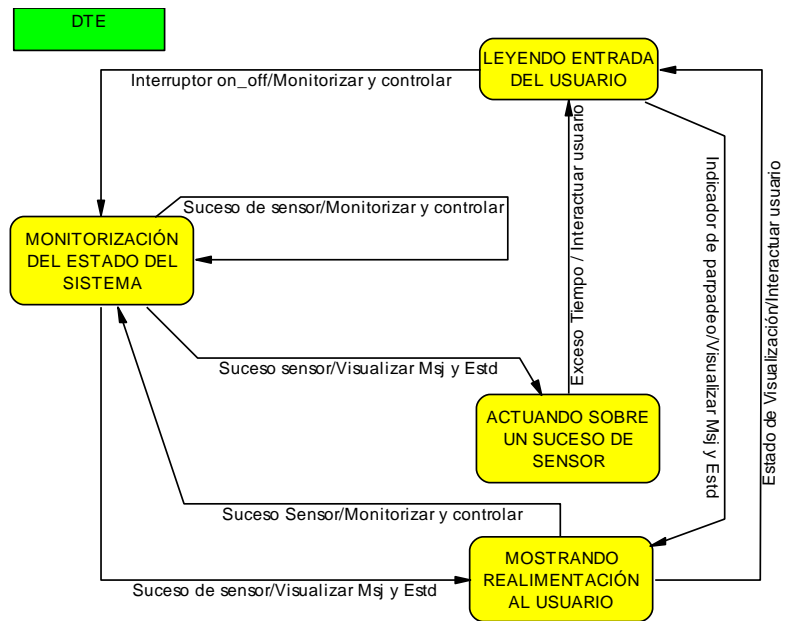 DTE
LEYENDO ENTRADA
DEL USUARIO
Interruptor on_off/Monitorizar y controlar
Suceso de sensor/Monitorizar y controlar
MONITORIZACIÓN
DEL ESTADO DEL
SISTEMA
Exceso Tiempo / Interactuar usuario
Indicador de parpadeo/Visualizar Msj y Estd
Estado de Visualización/Interactuar usuario
Suceso sensor/Visualizar Msj y Estd
ACTUANDO SOBRE
UN SUCESO DE
SENSOR
Suceso Sensor/Monitorizar y controlar
MOSTRANDO
REALIMENTACIÓN
AL USUARIO
Suceso de sensor/Visualizar Msj y Estd